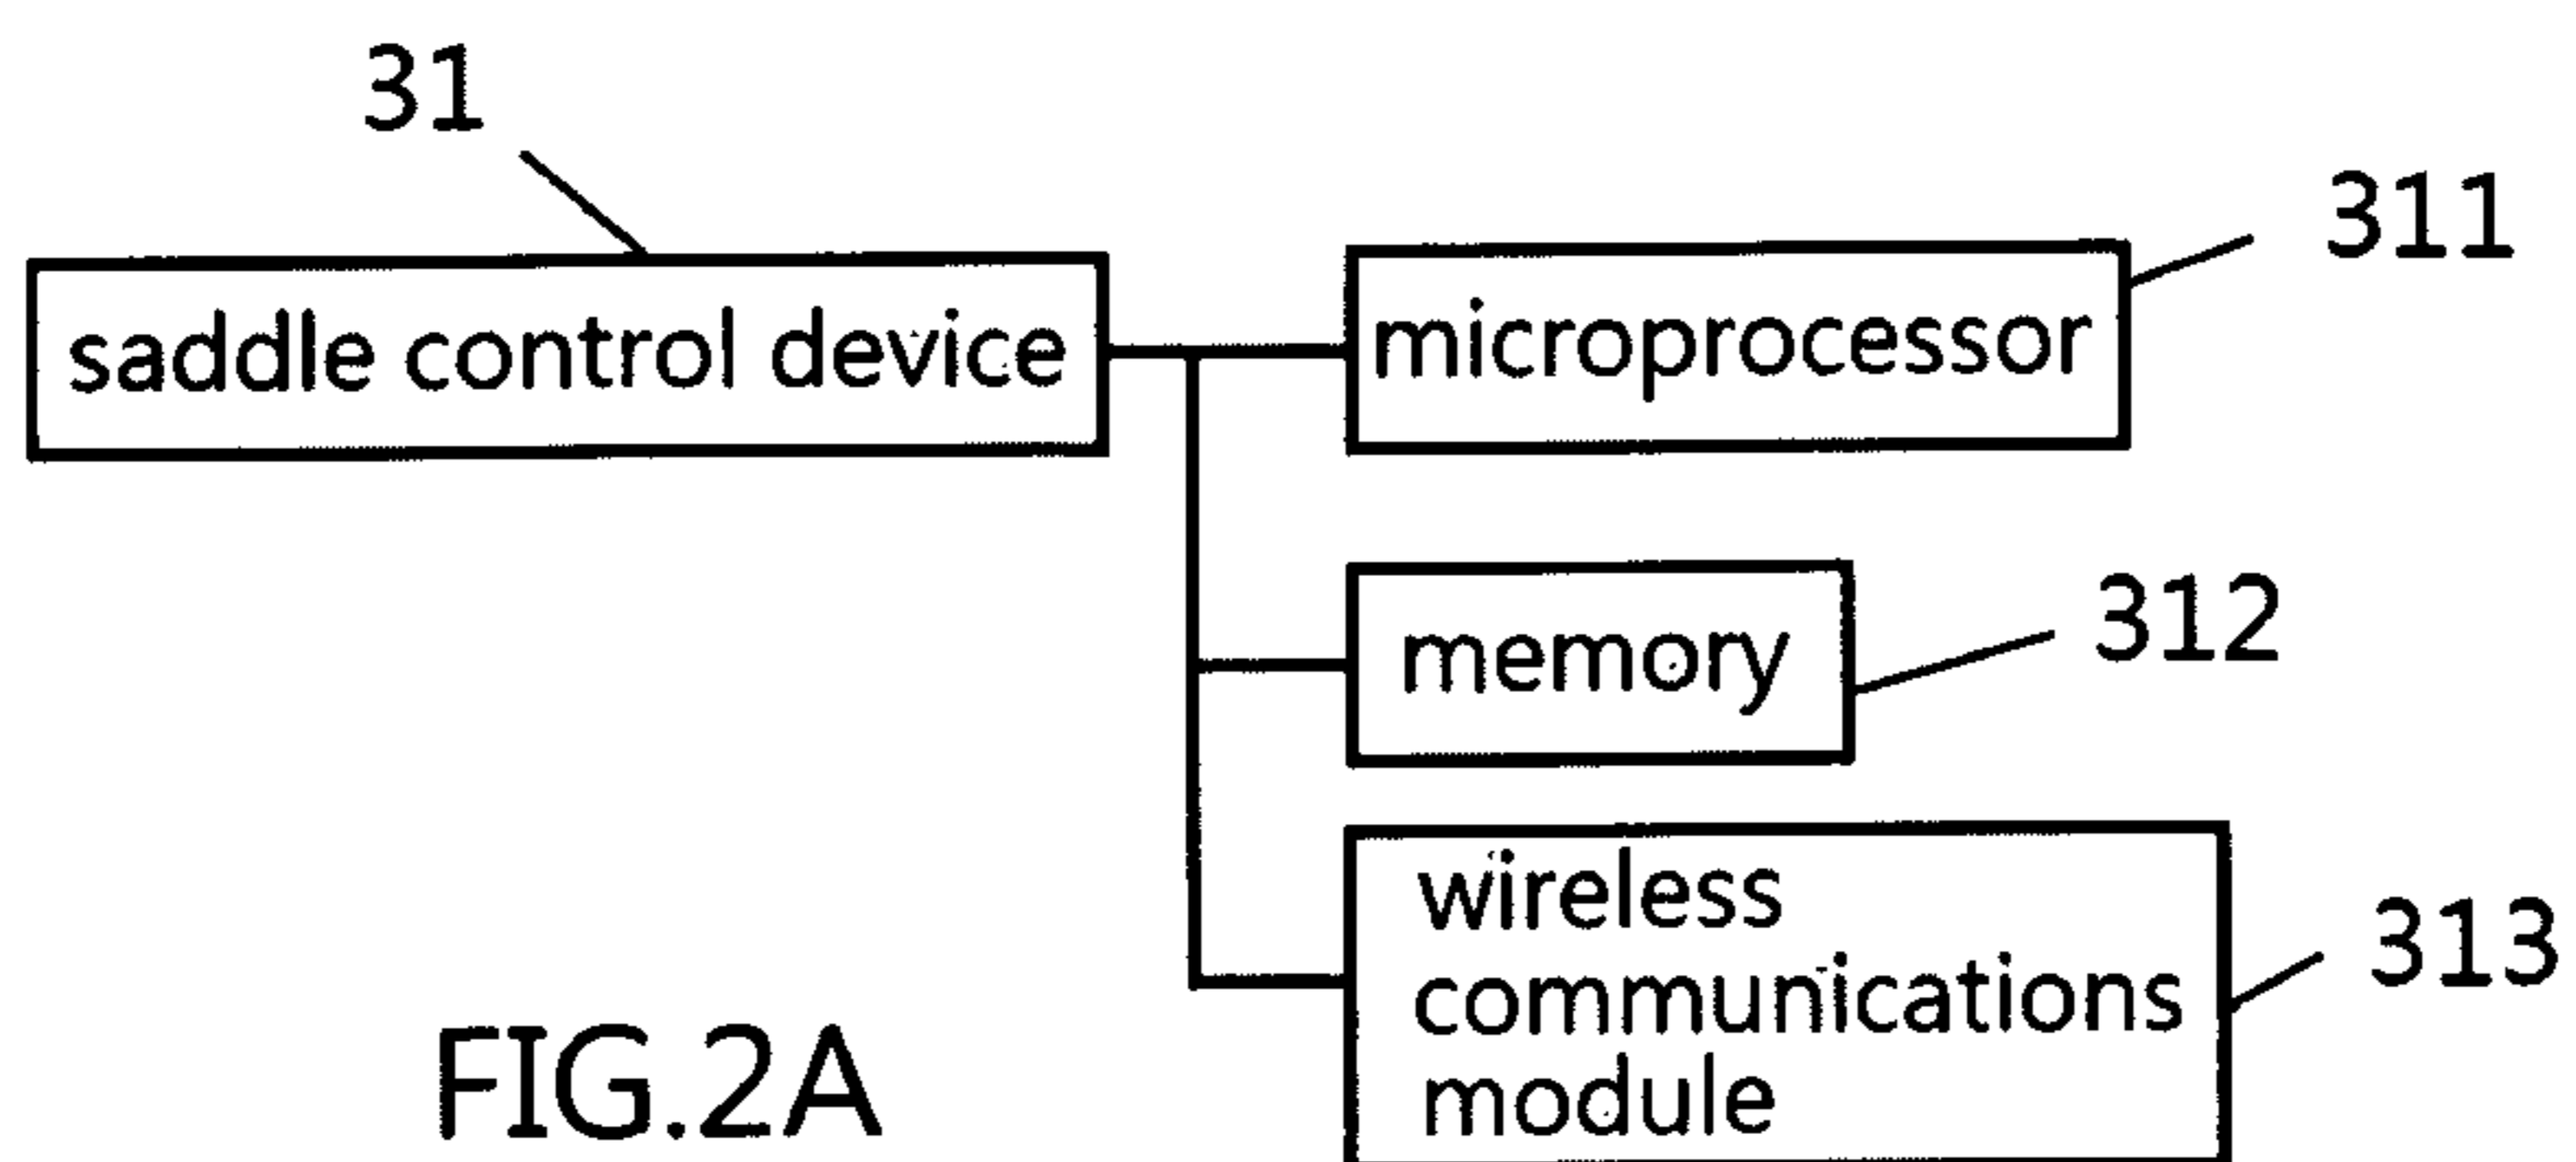 31
311
saddle control device
microprocessor
memory
312
wireless
communications
module
313
FIG.2A